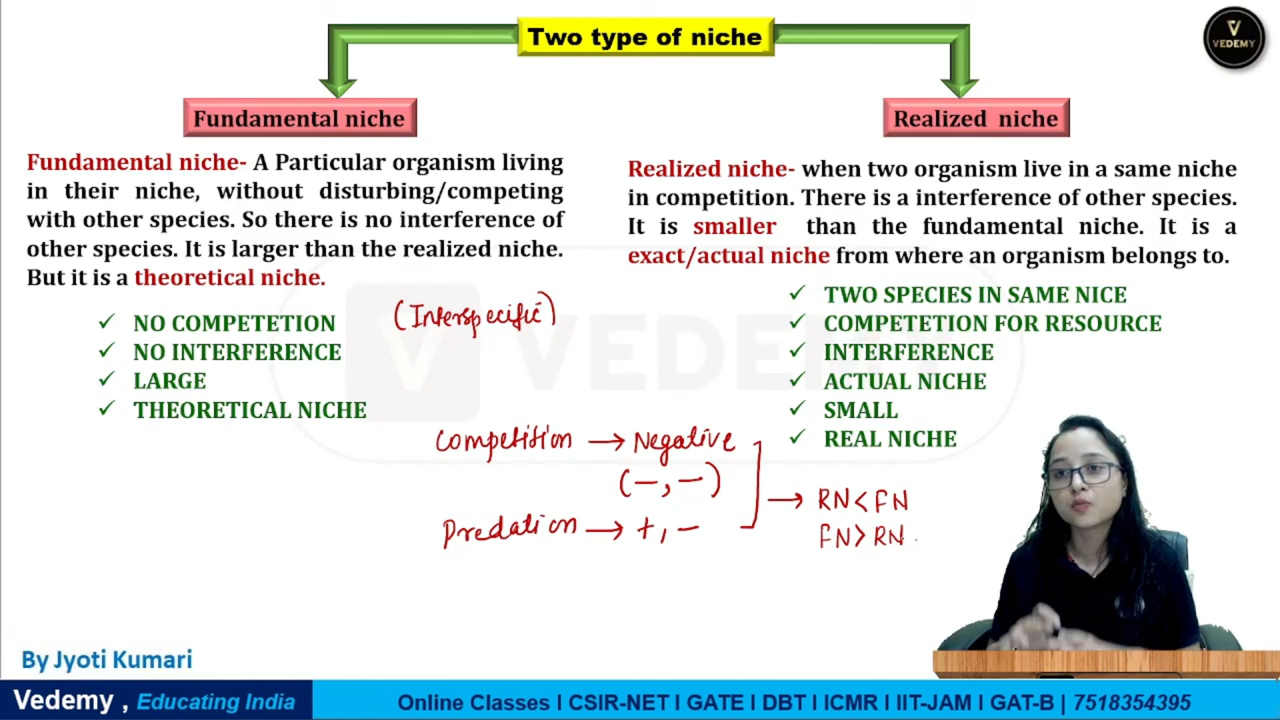 Two type of niche
V
VEDEMY
Fundamental niche
Realized niche
Fundamental niche- A Particular organism living
in their niche, without disturbing/competing
with other species. So there is no interference of
other species. It is larger than the realized niche.
But it is a theoretical niche.
✓ NO COMPETETION
✓ NO INTERFERENCE
✓ LARGE
✓ THEORETICAL NICHE
(Interspecific)
Realized niche- when two organism live in a same niche
in competition. There is a interference of other species.
It is smaller than the fundamental niche. It is a
exact/actual niche from where an organism belongs to.
✓ TWO SPECIES IN SAME NICE
✓ COMPETETION FOR RESOURCE
✓ INTERFERENCE
✓ ACTUAL NICHE
✓ SMALL
✓ REAL NICHE
V VEDEMY
Competition → Negative
(−, −)
Predation → +, −
→ RN < FN
FN > RN
By Jyoti Kumari
Vedemy , Educating India
Online Classes I CSIR-NET I GATE I DBT I ICMR I IIT-JAM I GAT-B I 7518354395